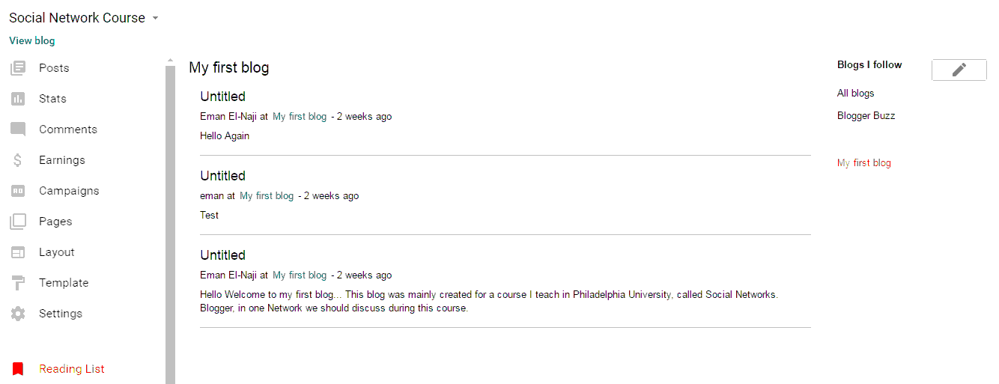 Social Network Course
View blog
Posts
Stats
Comments
Earnings
Campaigns
Pages
Layout
Template
Settings
Reading List
My first blog
Untitled
Eman El-Naji at My first blog - 2 weeks ago
Hello Again
Untitled
eman at My first blog - 2 weeks ago
Test
Untitled
Eman El-Naji at My first blog - 2 weeks ago
Hello Welcome to my first blog... This blog was mainly created for a course I teach in Philadelphia University, called Social Networks.
Blogger, in one Network we should discuss during this course.
Blogs I follow
All blogs
Blogger Buzz
My first blog